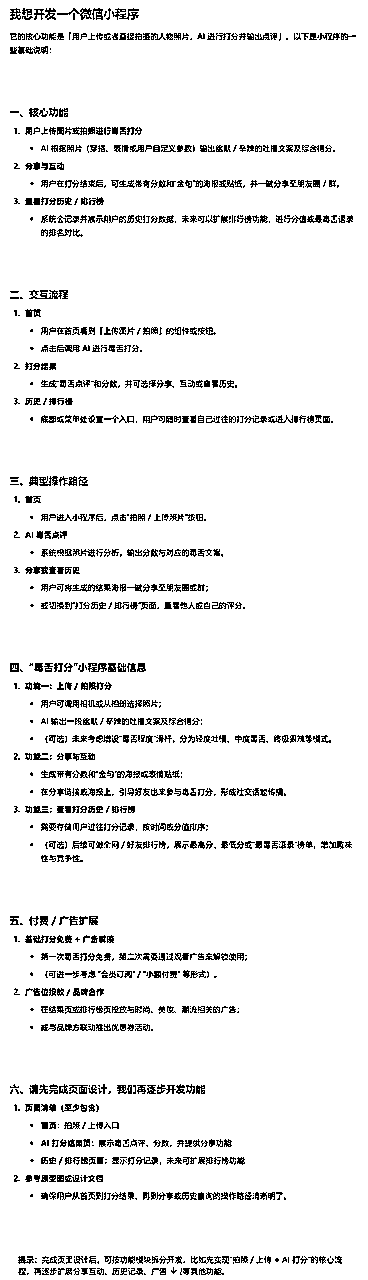 我想开发一个微信小程序
它的核心功能是「用户上传或者直接拍摄的人物照片，AI 进行打分并输出点评」。以下是小程序的一
些基础说明：
一、核心功能
1. 用户上传图片或拍照进行毒舌打分
• AI 根据照片（穿搭、表情或用户自定义参数）输出幽默 / 辛辣的吐槽文案及综合得分。
2. 分享与互动
• 用户在打分结束后，可生成带有分数和“金句”的海报或贴纸，并一键分享至朋友圈 / 群。
3. 查看打分历史 / 排行榜
• 系统会记录并展示用户的历史打分数据，未来可以扩展排行榜功能，进行分值或最毒舌语录
的排名对比。
二、交互流程
1. 首页
• 用户在首页看到「上传图片 / 拍照」的组件或按钮。
• 点击后调用 AI 进行毒舌打分。
2. 打分结果
• 生成“毒舌点评”和分数，并可选择分享、互动或查看历史。
3. 历史 / 排行榜
• 底部或菜单处设置一个入口，用户可随时查看自己过往的打分记录或进入排行榜页面。
三、典型操作路径
1. 首页
• 用户进入小程序后，点击“拍照 / 上传照片”按钮。
2. AI 毒舌点评
• 系统根据照片进行分析，输出分数与对应的毒舌文案。
3. 分享或查看历史
• 用户可将生成的结果海报一键分享至朋友圈或群；
• 或切换到“打分历史 / 排行榜”页面，查看他人或自己的评分。
四、“毒舌打分”小程序基础信息
1. 功能一：上传 / 拍照打分
• 用户可调用相机或从相册选择照片；
• AI 输出一段幽默 / 辛辣的吐槽文案及综合得分；
• （可选）未来考虑增设“毒舌程度”滑杆，分为轻度吐槽、中度毒舌、终极狠辣等模式。
2. 功能二：分享与互动
• 生成带有分数和“金句”的海报或表情贴纸；
• 在分享链接或海报上，引导好友也来参与毒舌打分，形成社交话题传播。
3. 功能三：查看打分历史 / 排行榜
• 需要存储用户过往打分记录，按时间或分值排序；
• （可选）后续可做全网 / 好友排行榜，展示最高分、最低分或“最毒舌语录”榜单，增加趣味
性与竞争性。
五、付费 / 广告扩展
1. 基础打分免费 + 广告解锁
• 第一次毒舌打分免费，第二次需要通过观看广告来解锁使用；
• （可进一步考虑 “会员订阅” / “小额付费” 等形式）。
2. 广告位投放 / 品牌合作
• 在结果页或排行榜页投放与时尚、美妆、潮流相关的广告；
• 或与品牌方联动推出优惠券活动。
六、请先完成页面设计，我们再逐步开发功能
1. 页面清单（至少包含）
• 首页：拍照 / 上传入口
• AI 打分结果页：展示毒舌点评、分数，并提供分享功能
• 历史 / 排行榜页面：显示打分记录，未来可扩展排行榜功能
2. 参考原型图或设计文档
• 确保用户从首页到打分结果、再到分享或历史查询的操作路径清晰明了。
提示：完成页面设计后，可按功能模块拆分开发，比如先实现“拍照 / 上传 + AI 打分”的核心流
程，再逐步扩展分享互动、历史记录、广告 ↓ /等其他功能。